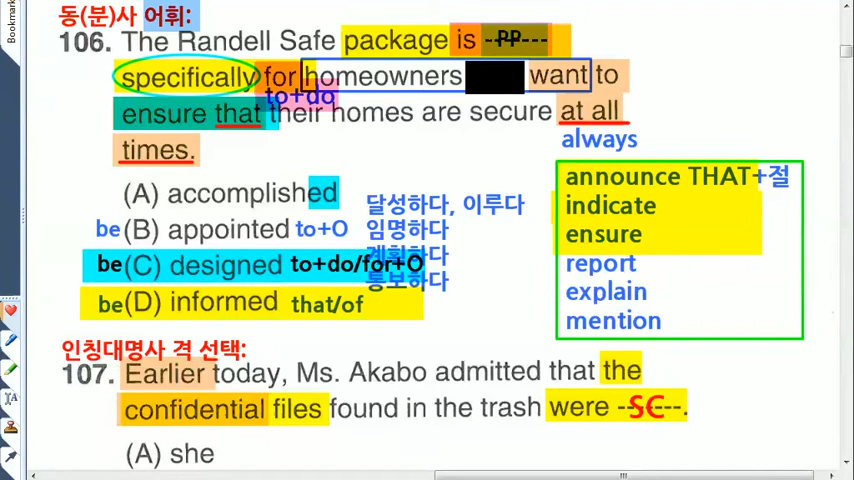 Bookmark
동(분)사 어휘:
106. The Randell Safe package is --PP---
specifically for homeowners want to
to+do
ensure that their homes are secure at all
always
times.
announce THAT+절
(A) accomplished
달성하다, 이루다
indicate
be (B) appointed to+O
임명하다
ensure
계획하다
be (C) designed to+do/for+O
report
통보하다
be (D) informed that/of
explain
mention
인칭대명사 격 선택:
107. Earlier today, Ms. Akabo admitted that the
confidential files found in the trash were --SC---.
(A) she